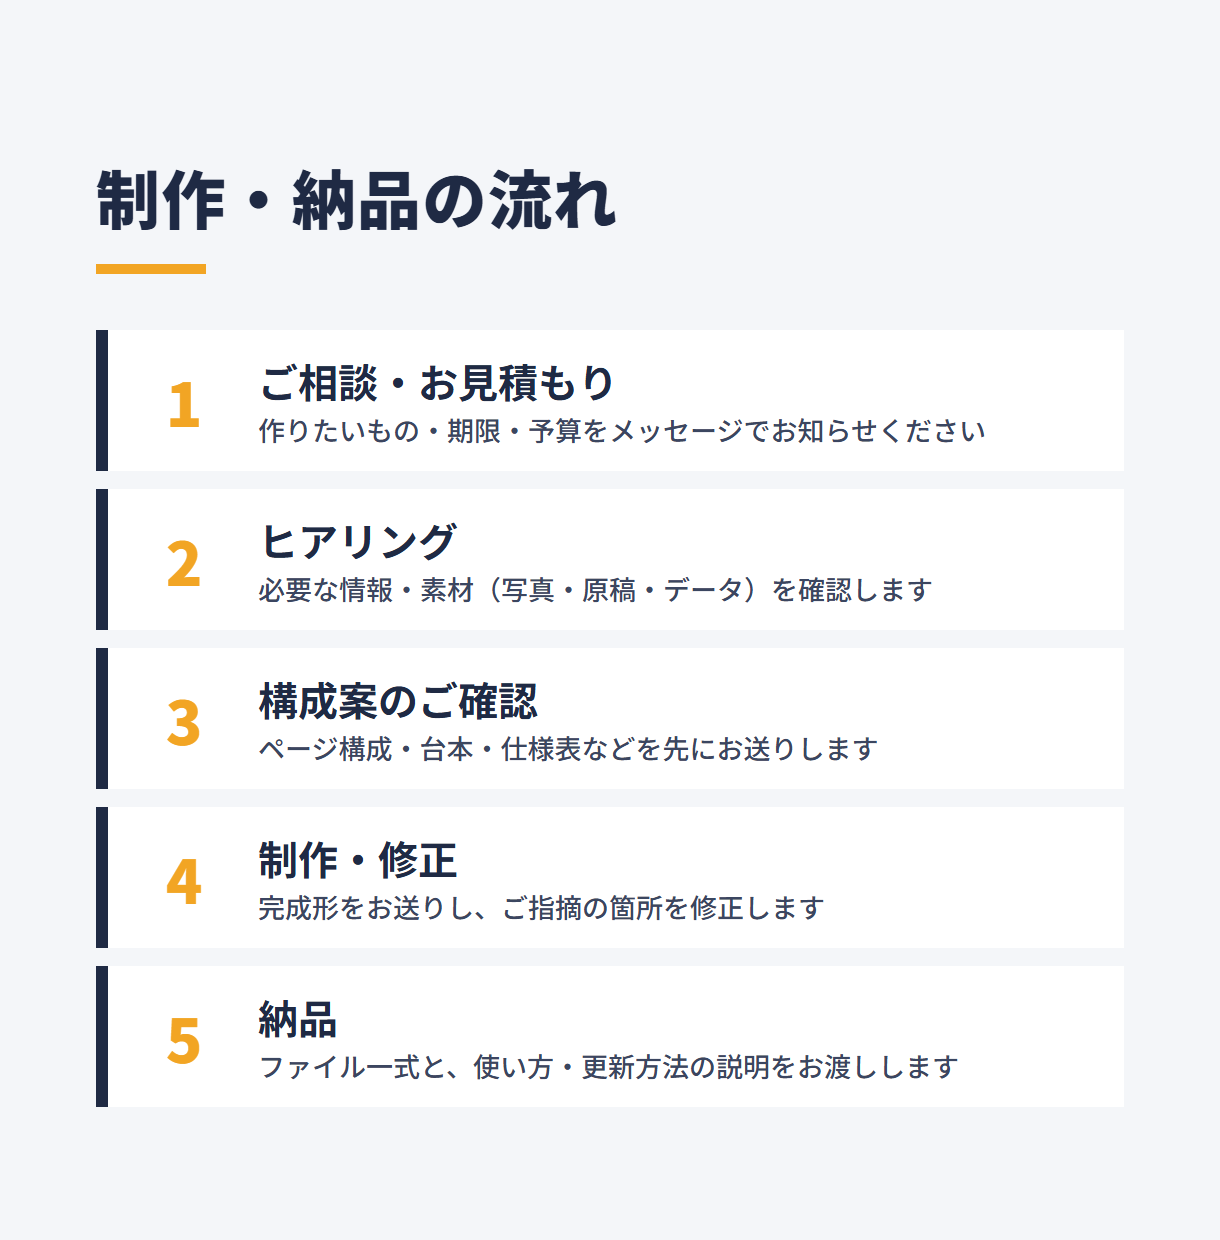 制作・納品の流れ
1
ご相談・お見積もり
作りたいもの・期限・予算をメッセージでお知らせください
2
ヒアリング
必要な情報・素材（写真・原稿・データ）を確認します
3
構成案のご確認
ページ構成・台本・仕様表などを先にお送りします
4
制作・修正
完成形をお送りし、ご指摘の箇所を修正します
5
納品
ファイル一式と、使い方・更新方法の説明をお渡しします